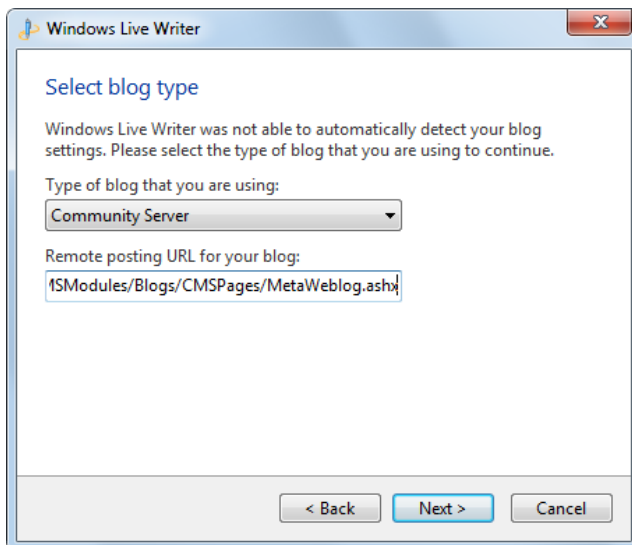 Windows Live Writer
Select blog type
Windows Live Writer was not able to automatically detect your blog
settings. Please select the type of blog that you are using to continue.
Type of blog that you are using:
Community Server
Remote posting URL for your blog:
MSModules/Blogs/CMSPages/MetaWeblog.ashx
< Back Next > Cancel